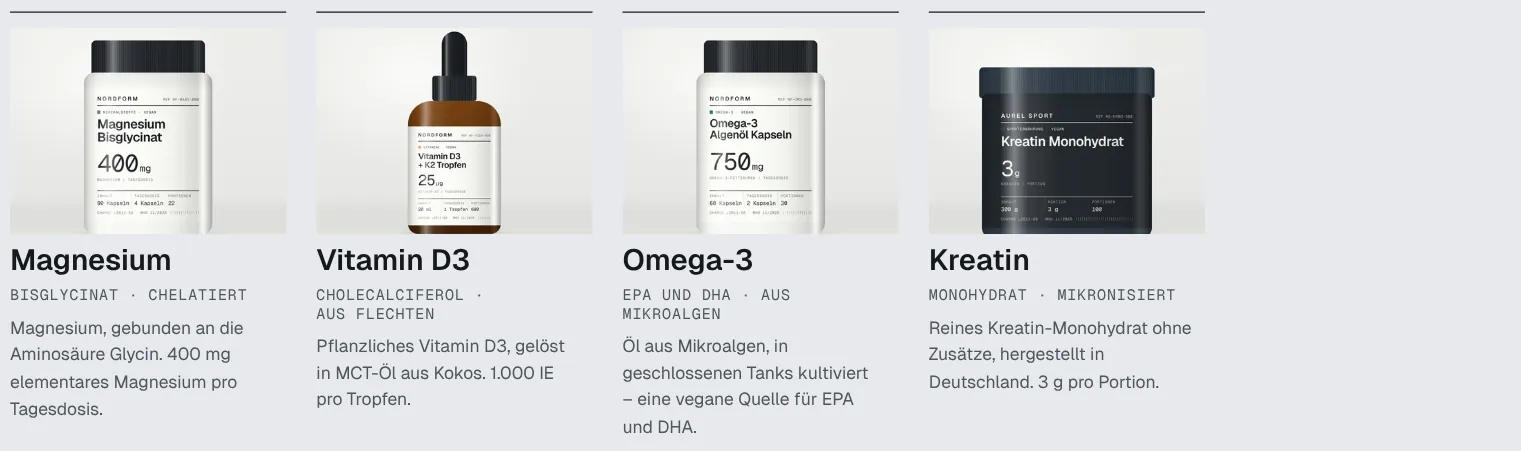 NORDFORM
Magnesium
Bisglycinat
400mg
90 Kapseln 4 Kapseln 22
NORDFORM
Vitamin D3
+ K2 Tropfen
25µg
NORDFORM
OMEGA-3 · VEGAN
Omega-3
Algenöl Kapseln
750mg
60 Kapseln 2 Kapseln 30
AUREL SPORT
Kreatin Monohydrat
3g
300 g 3 g 100
Magnesium
BISGLYCINAT · CHELATIERT
Magnesium, gebunden an die
Aminosäure Glycin. 400 mg
elementares Magnesium pro
Tagesdosis.
Vitamin D3
CHOLECALCIFEROL ·
AUS FLECHTEN
Pflanzliches Vitamin D3, gelöst
in MCT-Öl aus Kokos. 1.000 IE
pro Tropfen.
Omega-3
EPA UND DHA · AUS
MIKROALGEN
Öl aus Mikroalgen, in
geschlossenen Tanks kultiviert
– eine vegane Quelle für EPA
und DHA.
Kreatin
MONOHYDRAT · MIKRONISIERT
Reines Kreatin-Monohydrat ohne
Zusätze, hergestellt in
Deutschland. 3 g pro Portion.